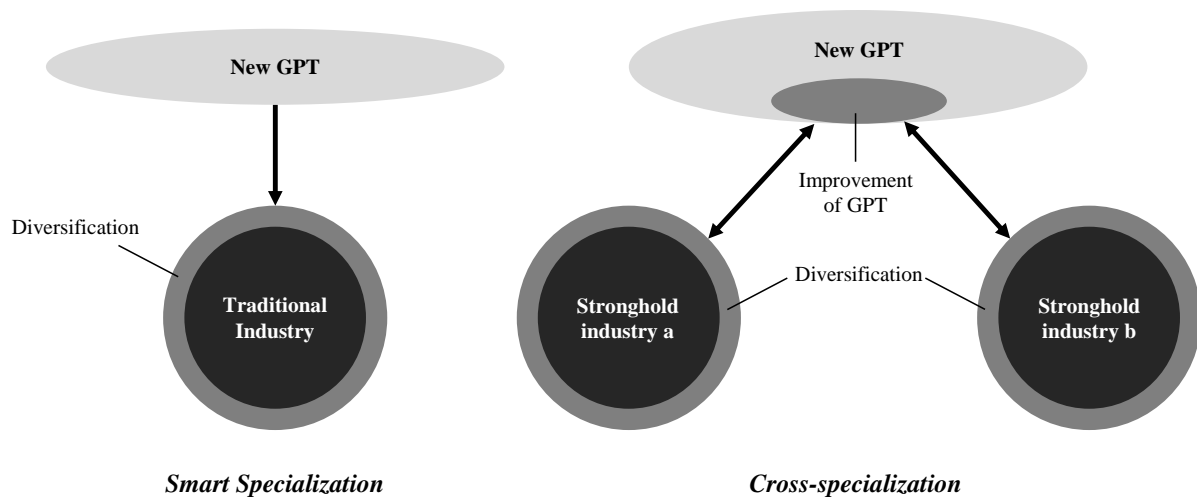 New GPT
Diversification
Traditional
Industry
Smart Specialization
New GPT
Improvement
of GPT
Diversification
Stronghold
industry a
Stronghold
industry b
Cross-specialization